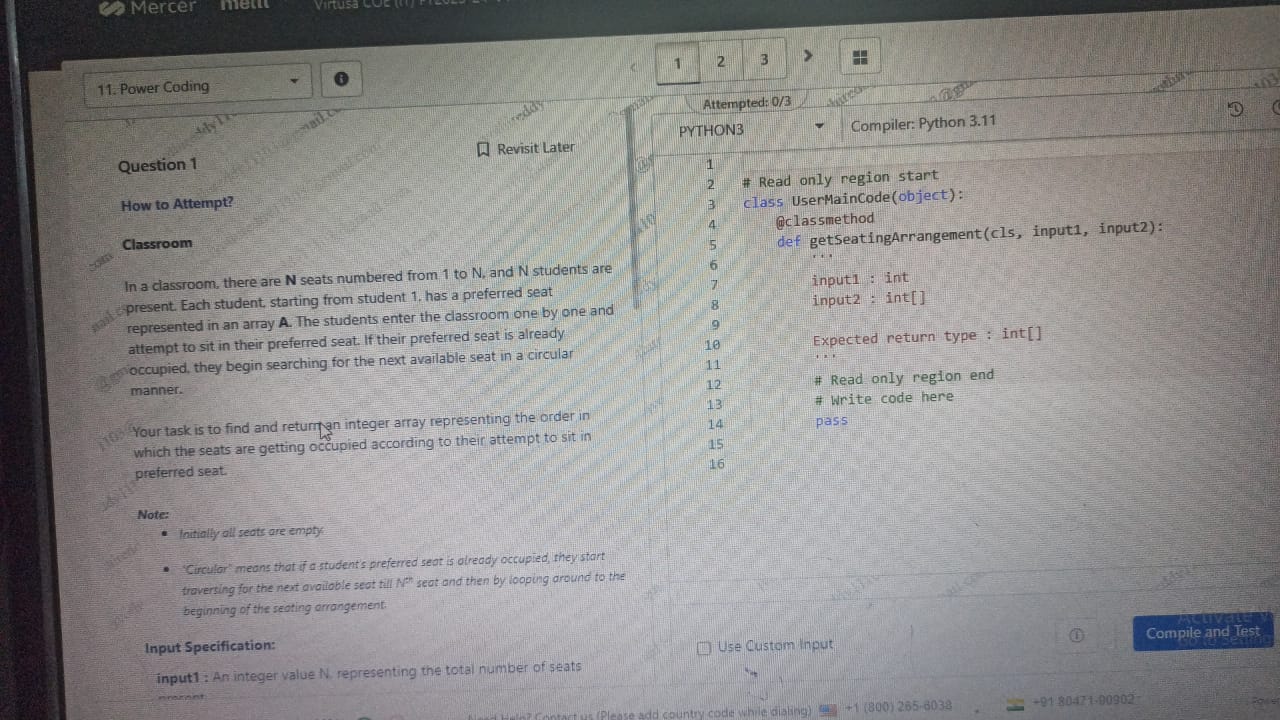 Mercer
mettl
11. Power Coding
1
2
3
Attempted: 0/3
Question 1
Revisit Later
How to Attempt?
Classroom
In a classroom, there are N seats numbered from 1 to N, and N students are
present. Each student, starting from student 1, has a preferred seat
represented in an array A. The students enter the classroom one by one and
attempt to sit in their preferred seat. If their preferred seat is already
occupied, they begin searching for the next available seat in a circular
manner.
Your task is to find and return an integer array representing the order in
which the seats are getting occupied according to their attempt to sit in
preferred seat.
Note:
• Initially all seats are empty.
• "Circular" means that if a student's preferred seat is already occupied, they start
traversing for the next available seat till Nth seat and then by looping around to the
beginning of the seating arrangement.
Input Specification:
input1 : An integer value N, representing the total number of seats
PYTHON3
Compiler: Python 3.11
1
2 # Read only region start
3 class UserMainCode(object):
4 @classmethod
5 def getSeatingArrangement(cls, input1, input2):
6 '''
7 input1 : int
8 input2 : int[]
9
10 Expected return type : int[]
11 '''
12 # Read only region end
13 # Write code here
14 pass
15
16
Use Custom Input
Compile and Test
Need Help? Contact us (Please add country code while dialing)
+1 (800) 265-6038
+91 80471-90902